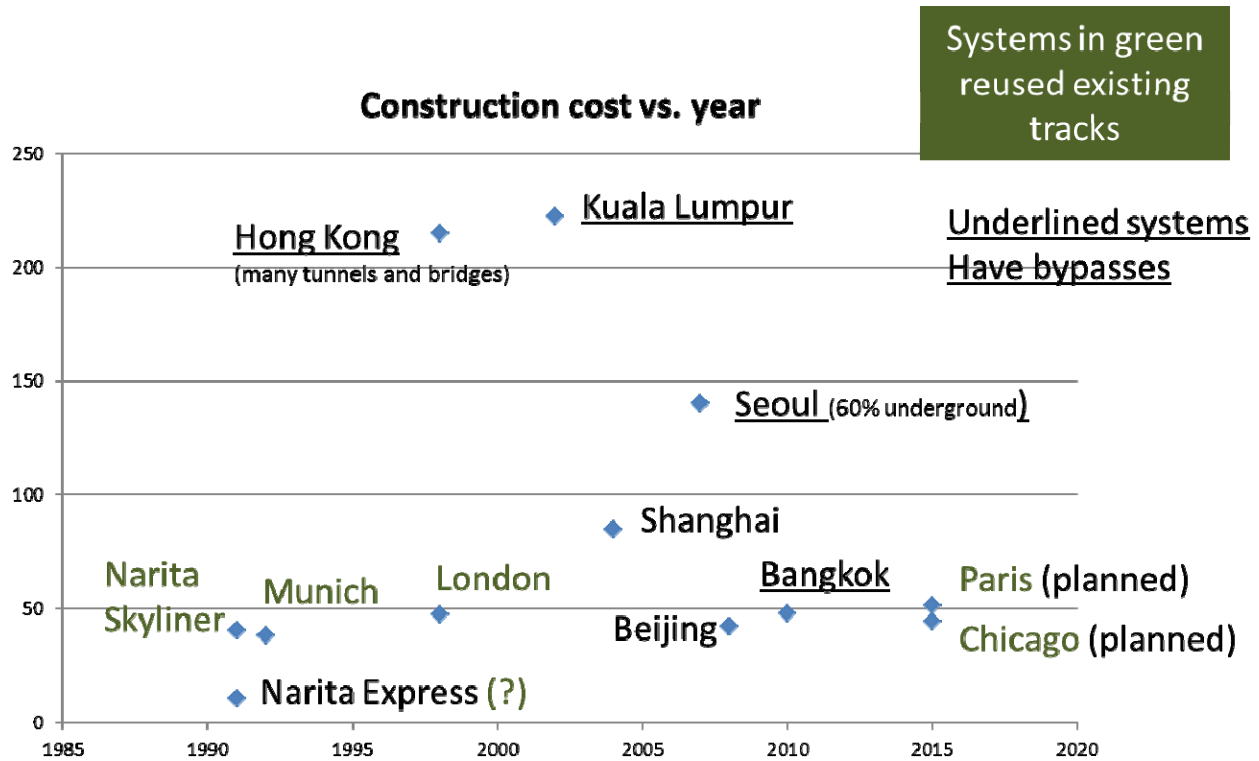 Systems in green
reused existing
tracks
Construction cost vs. year
250
200
150
100
50
0
Hong Kong
(many tunnels and bridges)
Kuala Lumpur
Underlined systems
Have bypasses
Seoul (60% underground)
Shanghai
Narita
Skyliner
Munich
London
Bangkok
Beijing
Paris (planned)
Chicago (planned)
Narita Express (?)
1985 1990 1995 2000 2005 2010 2015 2020